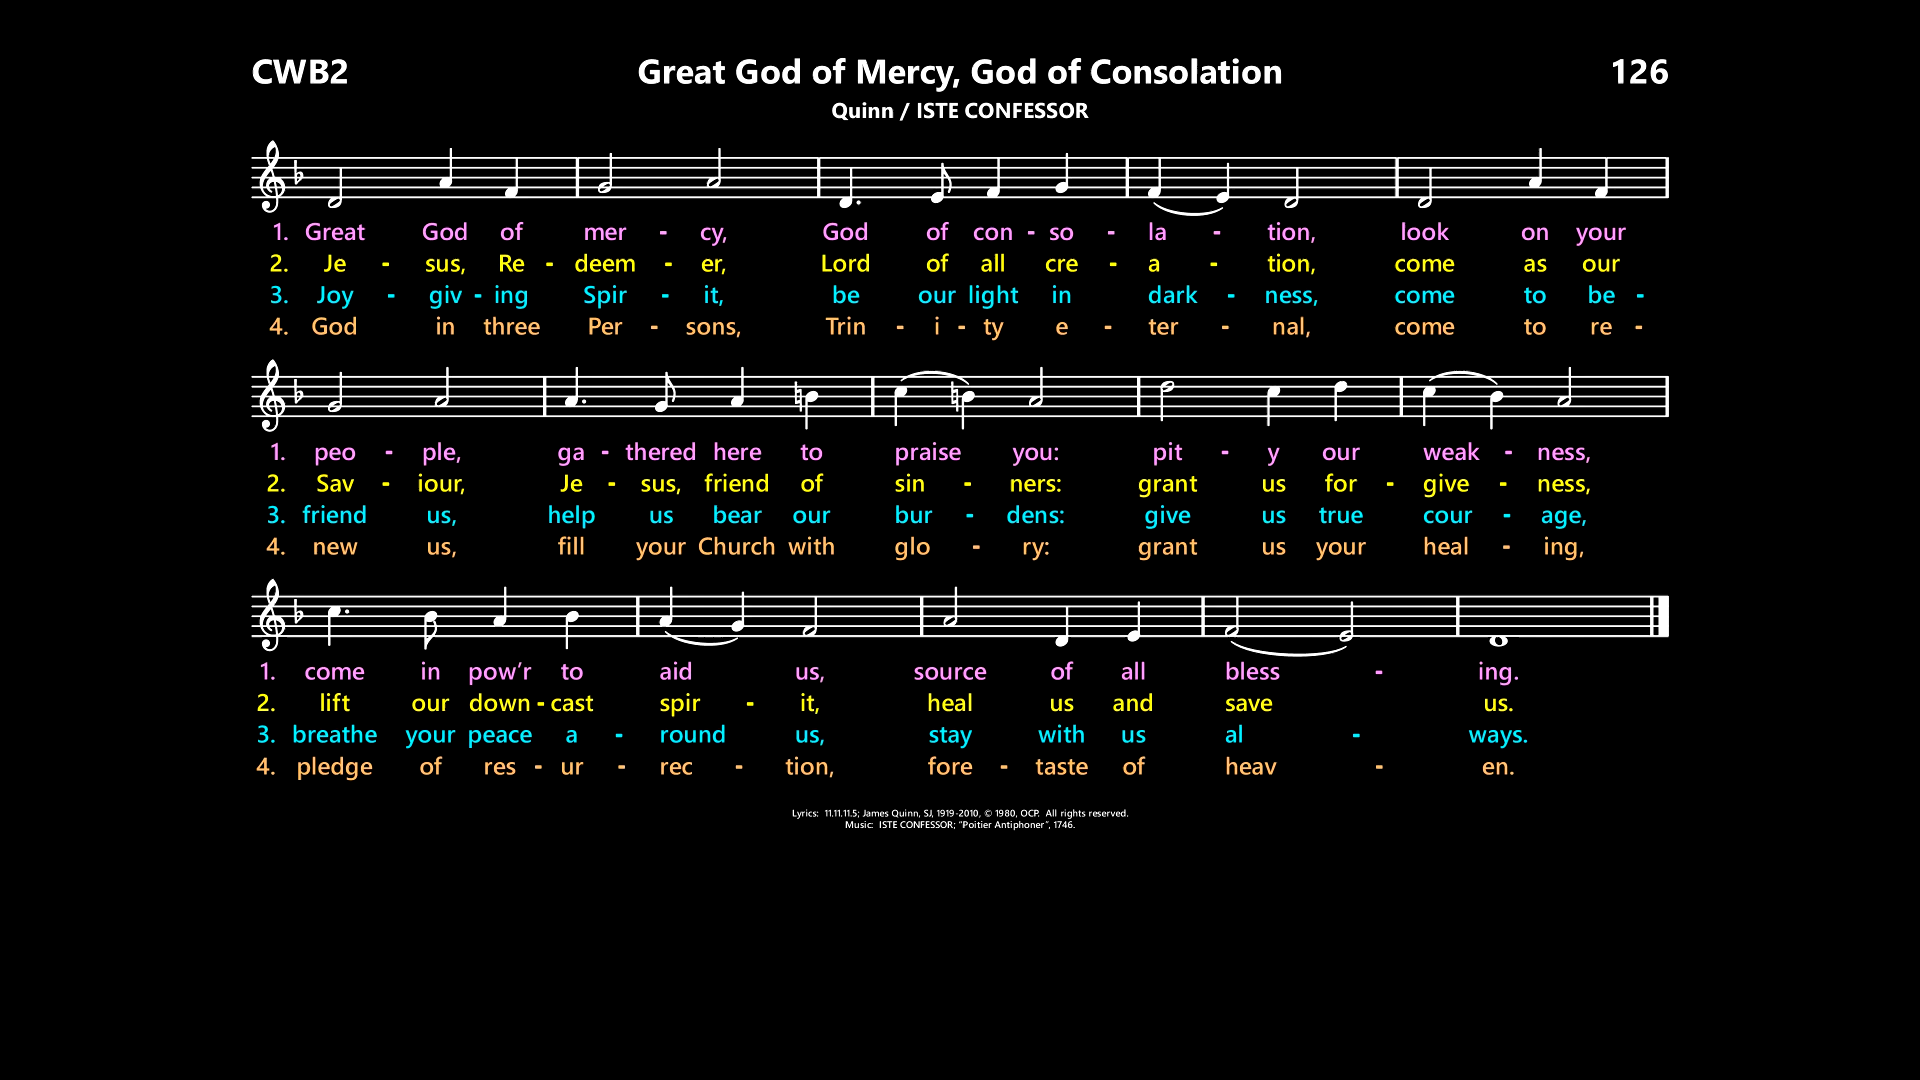 CWB2 Great God of Mercy, God of Consolation 126
Quinn / ISTE CONFESSOR
1. Great God of mer - cy, God of con - so - la - tion, look on your
2. Je - sus, Re - deem - er, Lord of all cre - a - tion, come as our
3. Joy - giv - ing Spir - it, be our light in dark - ness, come to be -
4. God in three Per - sons, Trin - i - ty e - ter - nal, come to re -
1. peo - ple, ga - thered here to praise you: pit - y our weak - ness,
2. Sav - iour, Je - sus, friend of sin - ners: grant us for - give - ness,
3. friend us, help us bear our bur - dens: give us true cour - age,
4. new us, fill your Church with glo - ry: grant us your heal - ing,
1. come in pow’r to aid us, source of all bless - ing.
2. lift our down - cast spir - it, heal us and save us.
3. breathe your peace a - round us, stay with us al - ways.
4. pledge of res - ur - rec - tion, fore - taste of heav - en.
Lyrics: 11.11.11.5; James Quinn, SJ, 1919-2010, © 1980, OCP. All rights reserved.
Music: ISTE CONFESSOR; “Poitier Antiphoner”, 1746.